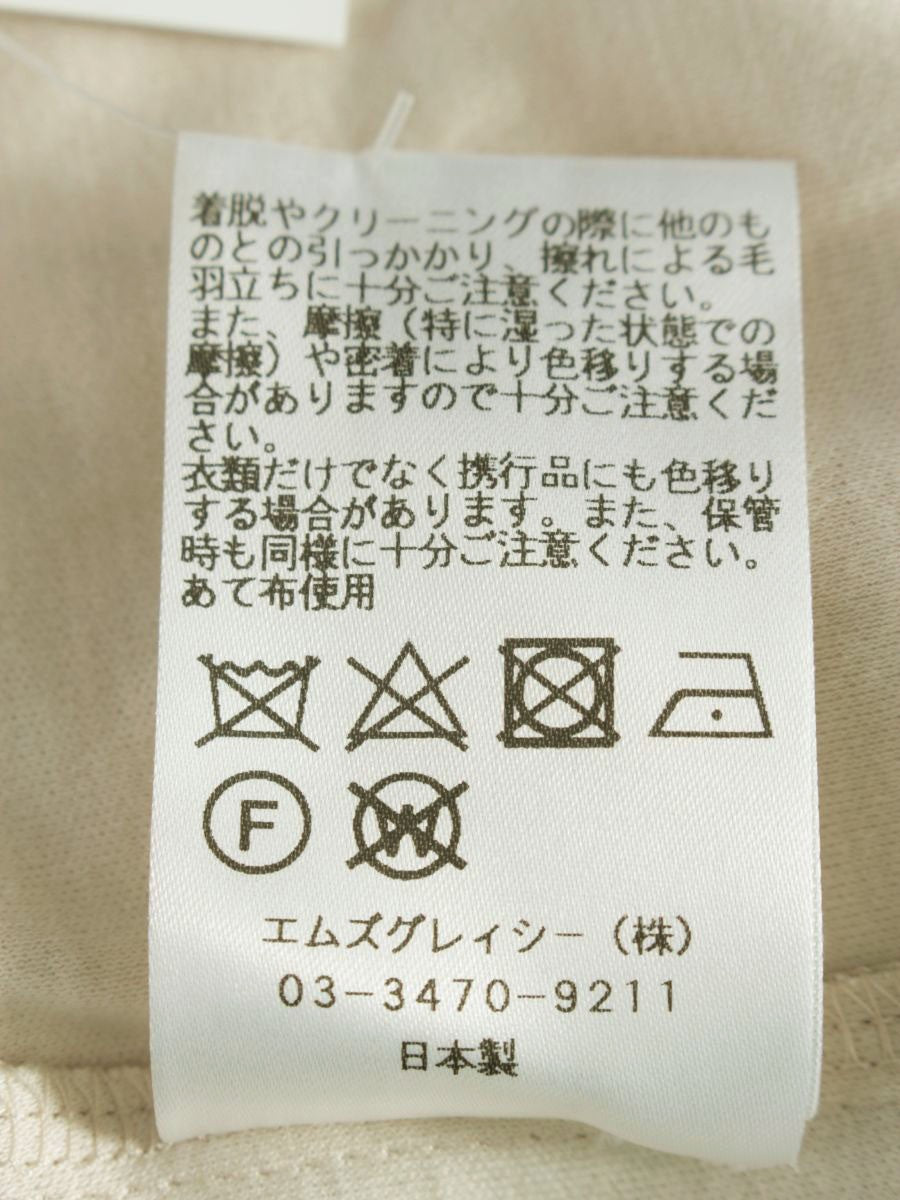 着脱やクリーニングの際に他のも
のとの引っかかり、擦れによる毛
羽立ちに十分ご注意ください。
また、摩擦（特に湿った状態での
摩擦）や密着により色移りする場
合がありますので十分ご注意くだ
さい。
衣類だけでなく携行品にも色移り
する場合があります。また、保管
時も同様に十分ご注意ください。
あて布使用
F
W
エムズグレィシー（株）
03-3470-9211
日本製